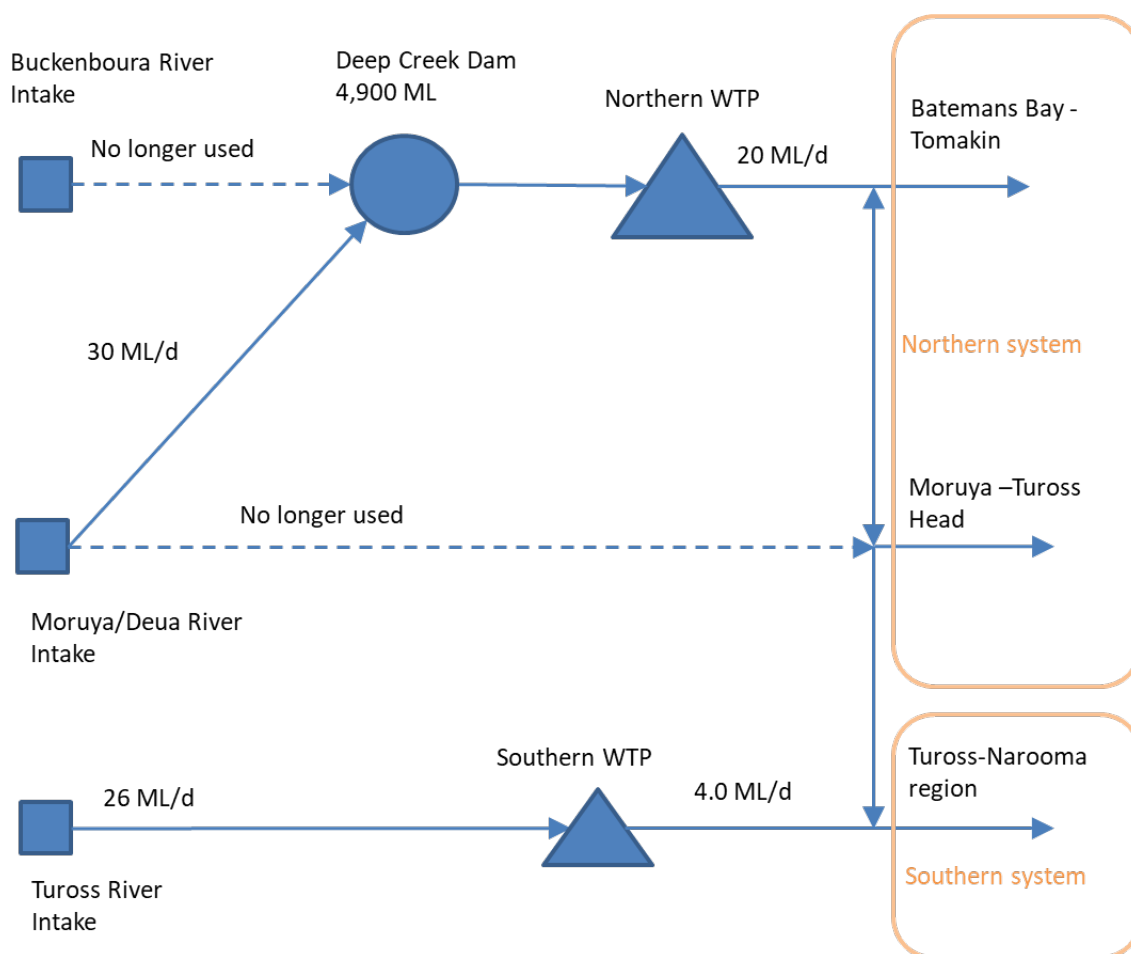 Buckenboura River
Intake
No longer used
Deep Creek Dam
4,900 ML
Northern WTP
20 ML/d
Batemans Bay -
Tomakin
30 ML/d
Northern system
No longer used
Moruya –Tuross
Head
Moruya/Deua River
Intake
26 ML/d
Southern WTP
4.0 ML/d
Tuross-Narooma
region
Southern system
Tuross River
Intake